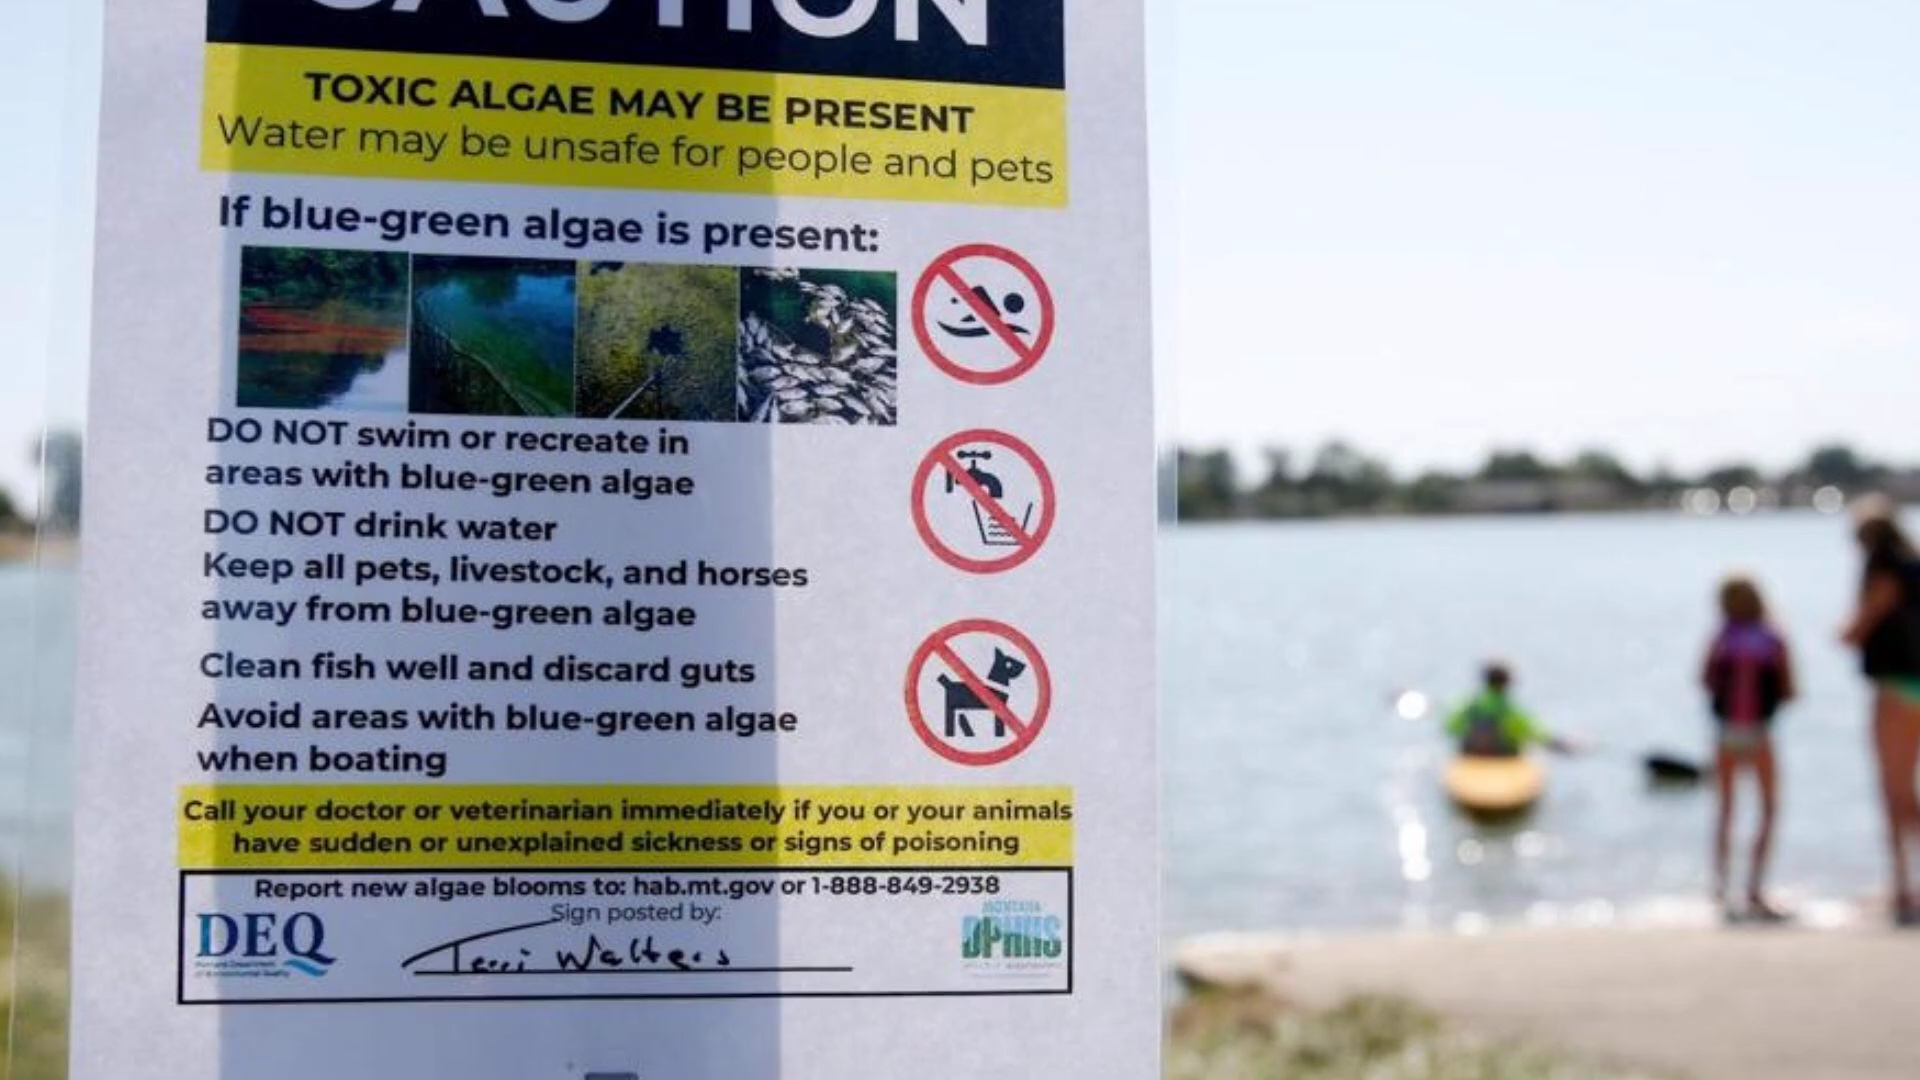 CAUTION
TOXIC ALGAE MAY BE PRESENT
Water may be unsafe for people and pets
If blue-green algae is present:
DO NOT swim or recreate in
areas with blue-green algae
DO NOT drink water
Keep all pets, livestock, and horses
away from blue-green algae
Clean fish well and discard guts
Avoid areas with blue-green algae
when boating
Call your doctor or veterinarian immediately if you or your animals
have sudden or unexplained sickness or signs of poisoning
Report new algae blooms to: hab.mt.gov or 1-888-849-2938
Sign posted by:
DEQ
Terri Walters
MONTANA
DPHHS